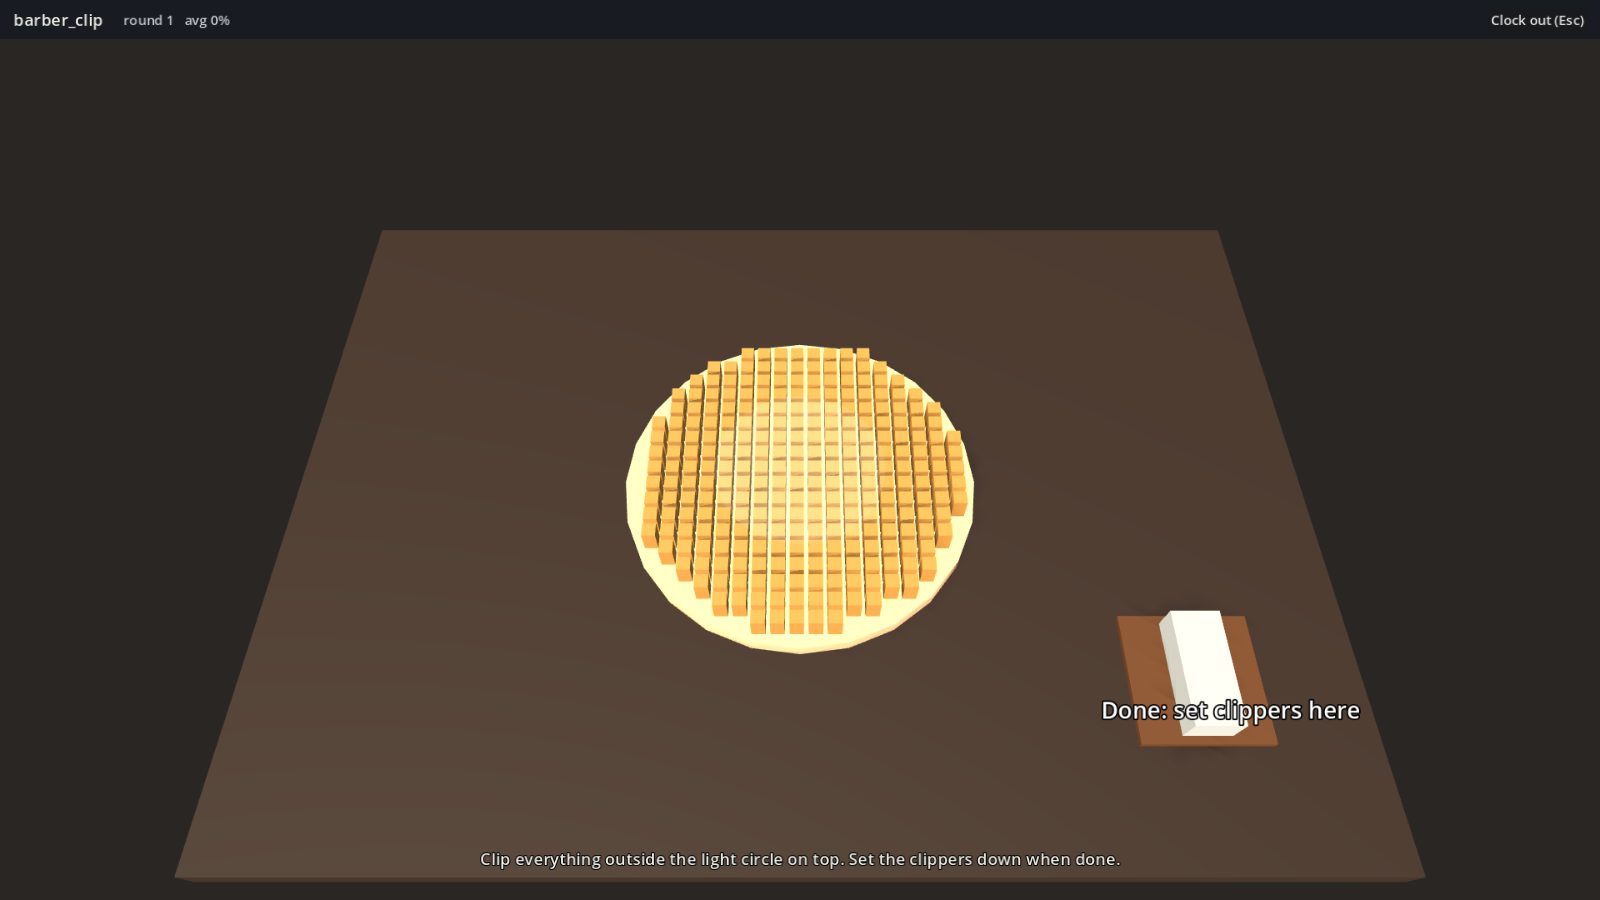 barber_clip round 1 avg 0% Clock out (Esc)
Done: set clippers here
Clip everything outside the light circle on top. Set the clippers down when done.